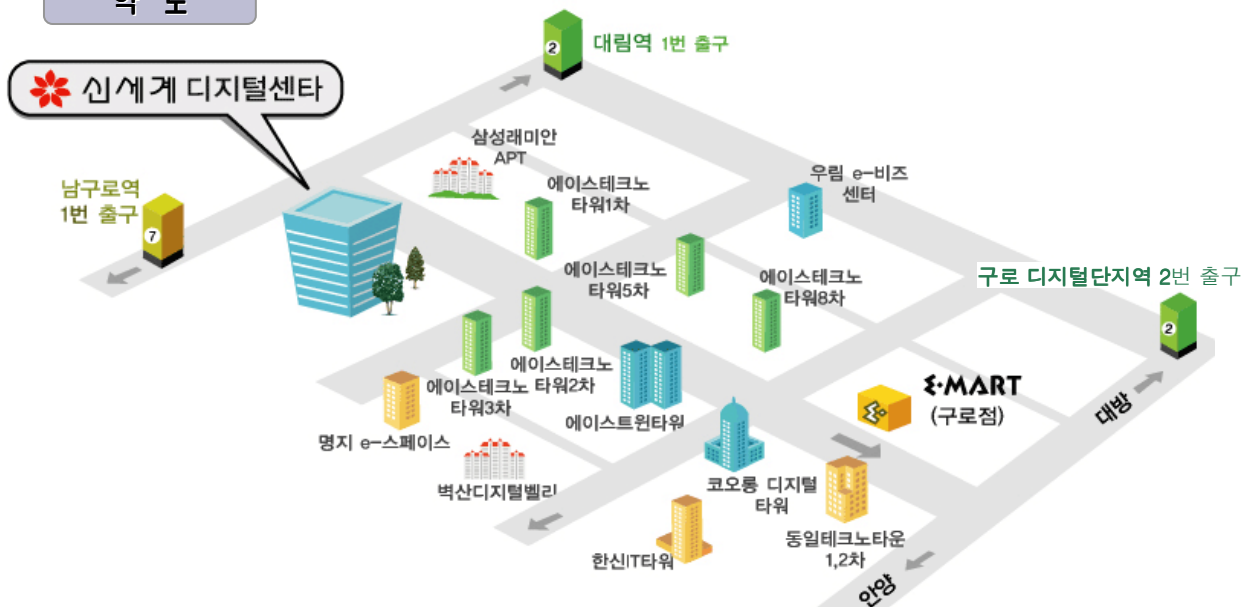 약 도
2
대림역 1번 출구
신세계 디지털센타
삼성래미안
APT
남구로역
1번 출구
7
에이스테크노
타워1차
우림 e-비즈
센터
에이스테크노
타워5차
에이스테크노
타워8차
구로 디지털단지역 2번 출구
2
에이스테크노
타워2차
에이스테크노
타워3차
에이스트윈타워
E·MART
(구로점)
대방
명지 e-스페이스
벽산디지털벨리
코오롱 디지털
타워
한신IT타워
동일테크노타운
1,2차
안양